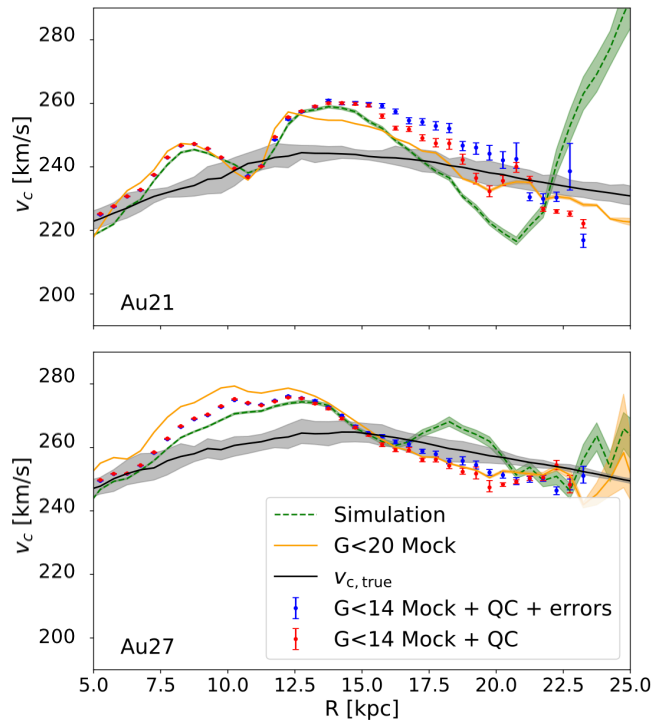 280
260
240
220
200
v_c [km/s]
Au21
280
260
240
220
200
v_c [km/s]
Simulation
G<20 Mock
v_c,true
G<14 Mock + QC + errors
G<14 Mock + QC
Au27
5.0 7.5 10.0 12.5 15.0 17.5 20.0 22.5 25.0
R [kpc]